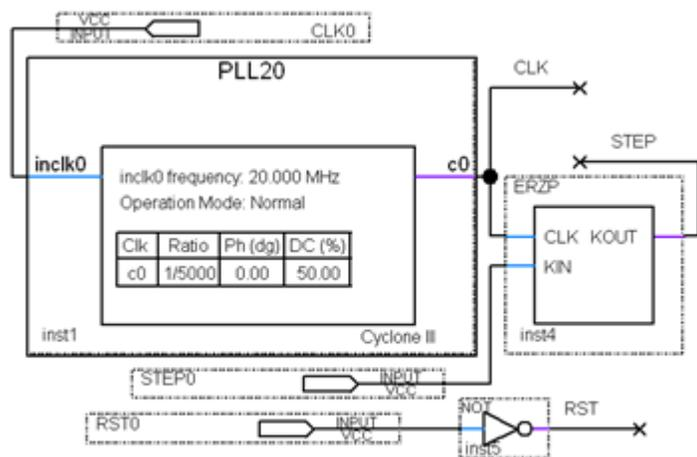 VCC
INPUT
CLK0
PLL20
CLK
STEP
inclk0
c0
inclk0 frequency: 20.000 MHz
Operation Mode: Normal
Clk Ratio Ph (dg) DC (%)
c0 1/5000 0.00 50.00
inst1
Cyclone III
ERZP
CLK KOUT
KIN
inst4
STEP0
INPUT
VCC
RST0
INPUT
VCC
NOT
inst5
RST